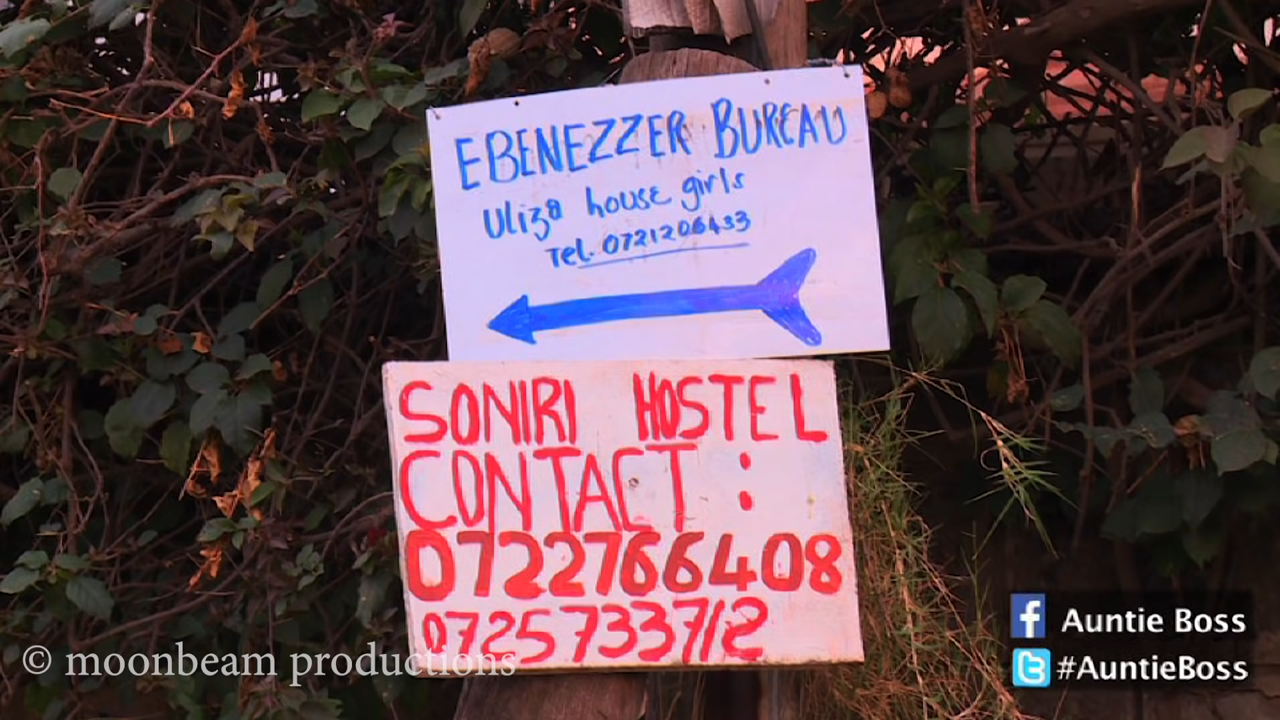 EBENEZZER BUREAU
Uliza house girls
Tel. 0721206433
SONIRI HOSTEL
CONTACT :
0722766408
0725733712
© moonbeam productions
f Auntie Boss
#AuntieBoss